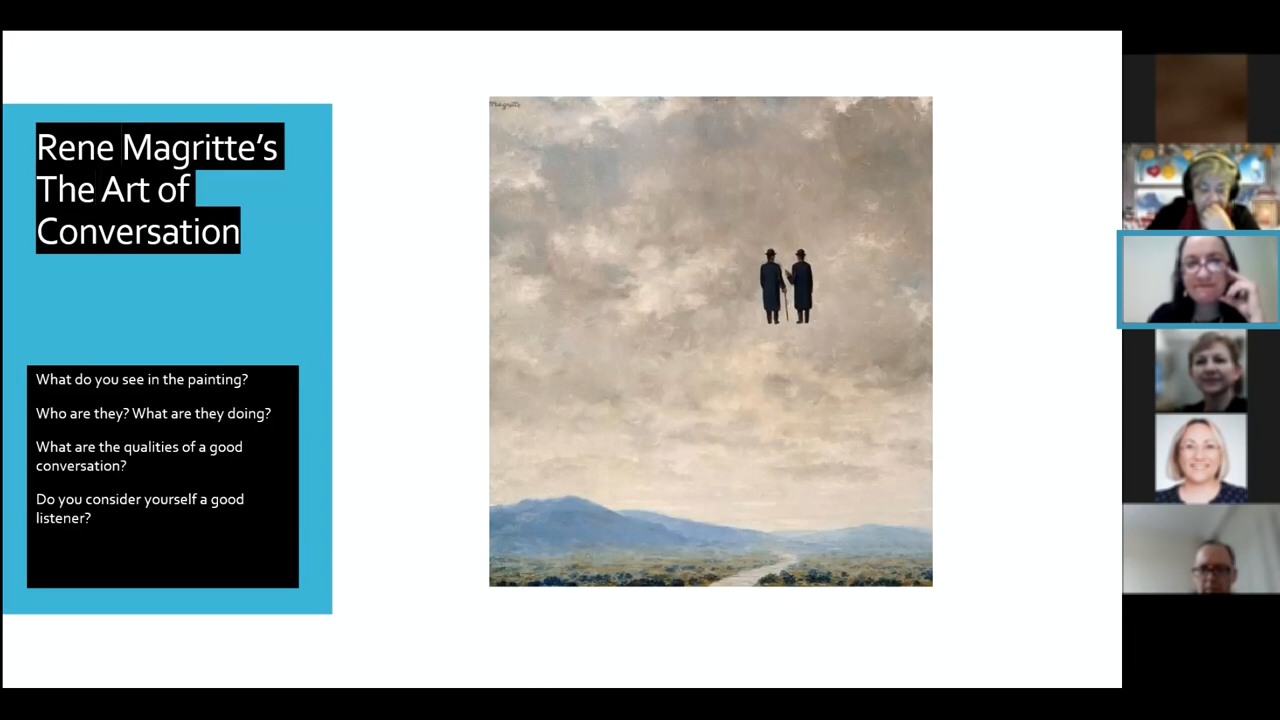 Rene Magritte’s
The Art of
Conversation
What do you see in the painting?
Who are they? What are they doing?
What are the qualities of a good
conversation?
Do you consider yourself a good
listener?
Magritte